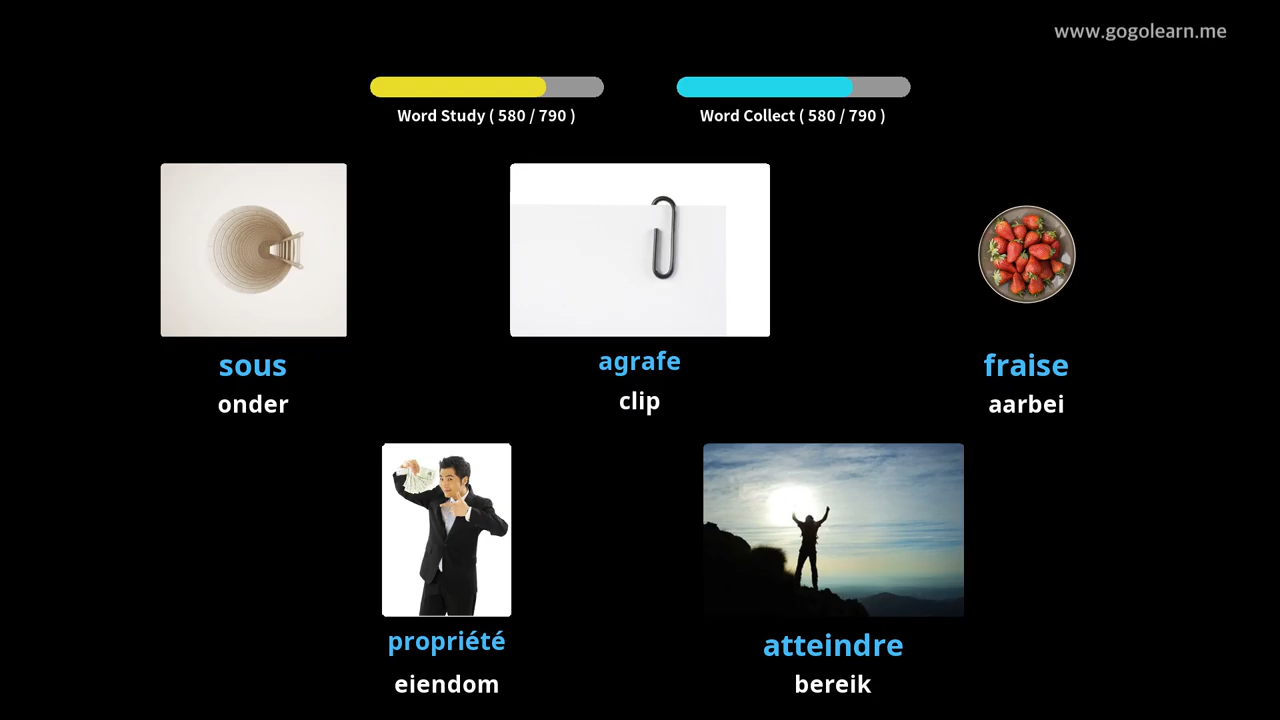 www.gogolearn.me
Word Study ( 580 / 790 )
Word Collect ( 580 / 790 )
sous
onder
agrafe
clip
fraise
aarbei
propriété
eiendom
atteindre
bereik